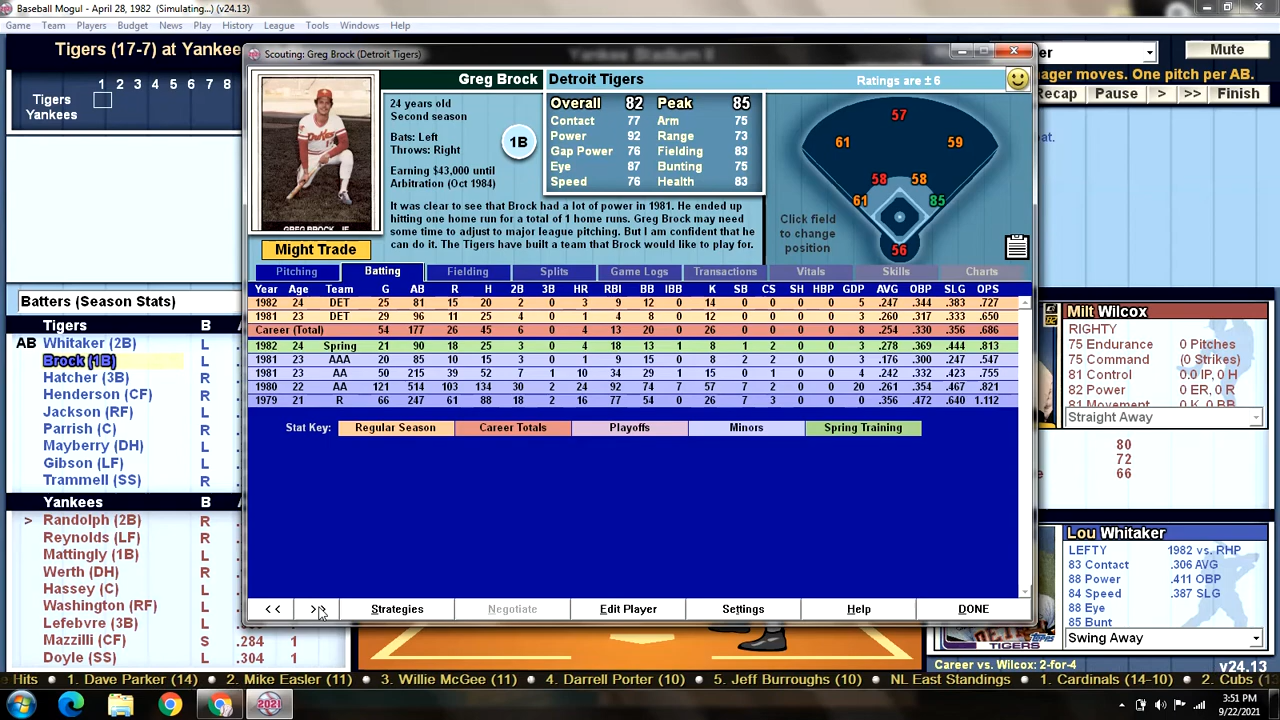 Baseball Mogul - April 28, 1982 (Simulating...) (v24.13)
Game Team Players Budget News Play History League Tools Windows Help
Tigers (17-7) at Yankee
Mute
ager moves. One pitch per AB.
1 2 3 4 5 6 7 8
Tigers
Yankees
Recap Pause > >> Finish
Scouting: Greg Brock (Detroit Tigers)
Greg Brock
Detroit Tigers
Ratings are ± 6
24 years old
Second season
Bats: Left
Throws: Right
Earning $43,000 until
Arbitration (Oct 1984)
1B
Overall 82 Peak 85
Contact 77 Arm 75
Power 92 Range 73
Gap Power 76 Fielding 83
Eye 87 Bunting 75
Speed 76 Health 83
57
61 59
58 58
61 85
56
Click field
to change
position
It was clear to see that Brock had a lot of power in 1981. He ended up
hitting one home run for a total of 1 home runs. Greg Brock may need
some time to adjust to major league pitching. But I am confident that he
can do it. The Tigers have built a team that Brock would like to play for.
Might Trade
Pitching Batting Fielding Splits Game Logs Transactions Vitals Skills Charts
Year Age Team G AB R H 2B 3B HR RBI BB IBB K SB CS SH HBP GDP AVG OBP SLG OPS
1982 24 DET 25 81 15 20 2 0 3 9 12 0 14 0 0 0 0 5 .247 .344 .383 .727
1981 23 DET 29 96 11 25 4 0 1 4 8 0 12 0 0 0 0 3 .260 .317 .333 .650
Career (Total) 54 177 26 45 6 0 4 13 20 0 26 0 0 0 0 8 .254 .330 .356 .686
1982 24 Spring 21 90 18 25 3 0 4 18 13 1 8 1 0 0 0 3 .278 .369 .444 .813
1981 23 AAA 20 85 10 15 3 0 1 9 15 0 8 2 2 0 0 3 .176 .300 .247 .547
1981 23 AA 50 215 39 52 7 1 10 34 29 1 15 0 1 0 2 4 .242 .332 .423 .755
1980 22 AA 121 514 103 134 30 2 24 92 74 7 57 7 2 0 2 20 .261 .354 .467 .821
1979 21 R 66 247 61 88 18 2 16 77 54 0 26 7 3 0 0 0 .356 .472 .640 1.112
Stat Key: Regular Season Career Totals Playoffs Minors Spring Training
<< >> Strategies Negotiate Edit Player Settings Help DONE
Batters (Season Stats)
Tigers B
AB Whitaker (2B) L
Brock (1B) L
Hatcher (3B) R
Henderson (CF) R
Jackson (RF) L
Parrish (C) R
Mayberry (DH) L
Gibson (LF) L
Trammell (SS) R
Yankees B
> Randolph (2B) R
Reynolds (LF) R
Mattingly (1B) L
Werth (DH) R
Hassey (C) L
Washington (RF) L
Lefebvre (3B) L
Mazzilli (CF) S .284 1
Doyle (SS) L .304 1
Milt Wilcox
RIGHTY
75 Endurance 0 Pitches
75 Command (0 Strikes)
81 Control 0.0 IP, 0 H
82 Power 0 ER, 0 R
81 Movement 0 K, 0 BB
Straight Away
80
72
66
Lou Whitaker
LEFTY 1982 vs. RHP
83 Contact .306 AVG
88 Power .411 OBP
84 Speed .387 SLG
88 Eye
85 Bunt
Swing Away
Career vs. Wilcox: 2-for-4
v24.13
TIGERS
e Hits • 1. Dave Parker (14) • 2. Mike Easler (11) • 3. Willie McGee (11) • 4. Darrell Porter (10) • 5. Jeff Burroughs (10) • NL East Standings • 1. Cardinals (14-10) • 2. Cubs
2021
3:51 PM
9/22/2021